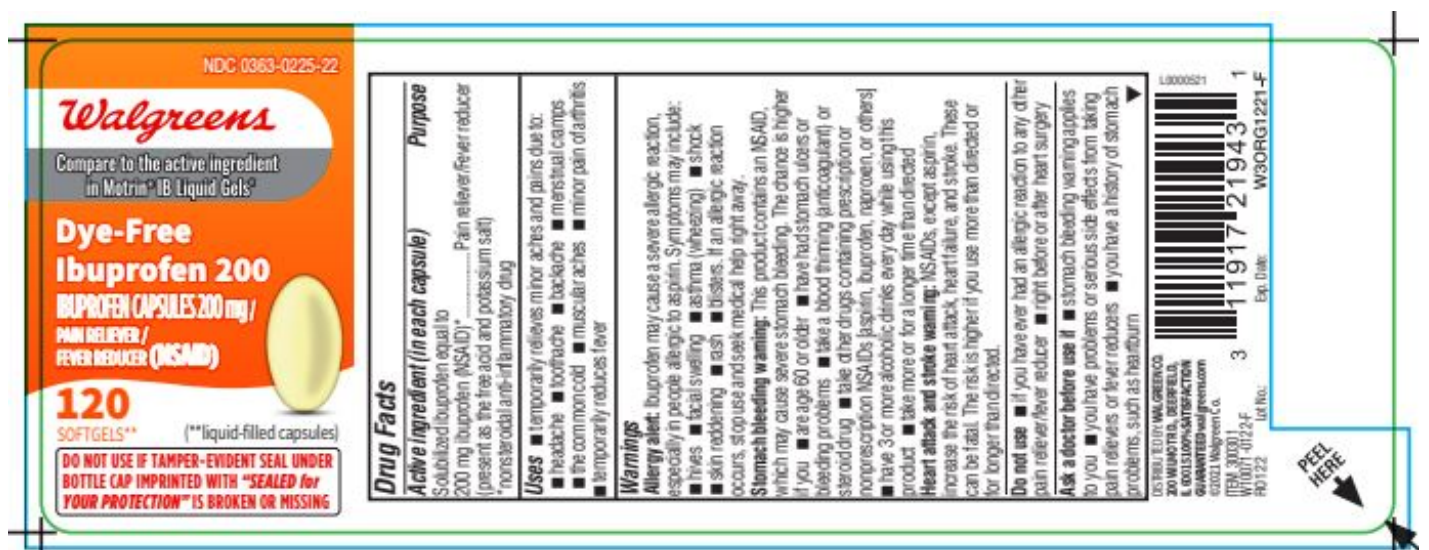 NDC 0363-0225-22
Walgreens
Compare to the active ingredient
in Motrin® IB Liquid Gels®
Dye-Free
Ibuprofen 200
IBUPROFEN CAPSULES 200 mg /
PAIN RELIEVER /
FEVER REDUCER (NSAID)
120
SOFTGELS**
(**liquid-filled capsules)
DO NOT USE IF TAMPER-EVIDENT SEAL UNDER
BOTTLE CAP IMPRINTED WITH "SEALED for
YOUR PROTECTION" IS BROKEN OR MISSING
Drug Facts
Active ingredient (in each capsule) Purpose
Solubilized ibuprofen equal to
200 mg ibuprofen (NSAID)* ..................... Pain reliever/Fever reducer
(present as the free acid and potassium salt)
*nonsteroidal anti-inflammatory drug
Uses ■ temporarily relieves minor aches and pains due to:
■ headache ■ toothache ■ backache ■ menstrual cramps
■ the common cold ■ muscular aches ■ minor pain of arthritis
■ temporarily reduces fever
Warnings
Allergy alert: Ibuprofen may cause a severe allergic reaction,
especially in people allergic to aspirin. Symptoms may include:
■ hives ■ facial swelling ■ asthma (wheezing) ■ shock
■ skin reddening ■ rash ■ blisters. If an allergic reaction
occurs, stop use and seek medical help right away.
Stomach bleeding warning: This product contains an NSAID,
which may cause severe stomach bleeding. The chance is higher
if you ■ are age 60 or older ■ have had stomach ulcers or
bleeding problems ■ take a blood thinning (anticoagulant) or
steroid drug ■ take other drugs containing prescription or
nonprescription NSAIDs [aspirin, ibuprofen, naproxen, or others]
■ have 3 or more alcoholic drinks every day while using this
product ■ take more or for a longer time than directed
Heart attack and stroke warning: NSAIDs, except aspirin,
increase the risk of heart attack, heart failure, and stroke. These
can be fatal. The risk is higher if you use more than directed or
for longer than directed.
Do not use ■ if you have ever had an allergic reaction to any other
pain reliever/fever reducer ■ right before or after heart surgery
Ask a doctor before use if ■ stomach bleeding warning applies
to you ■ you have problems or serious side effects from taking
pain relievers or fever reducers ■ you have a history of stomach
problems, such as heartburn
DISTRIBUTED BY WALGREEN CO.
200 WILMOT RD., DEERFIELD,
IL 60015 100% SATISFACTION
GUARANTEED walgreens.com
©2021 Walgreen Co.
ITEM 300301
R0122
Lot No.:
Exp. Date:
L0000521
3 11917 21943 1
W3ORG1221-F
PEEL
HERE